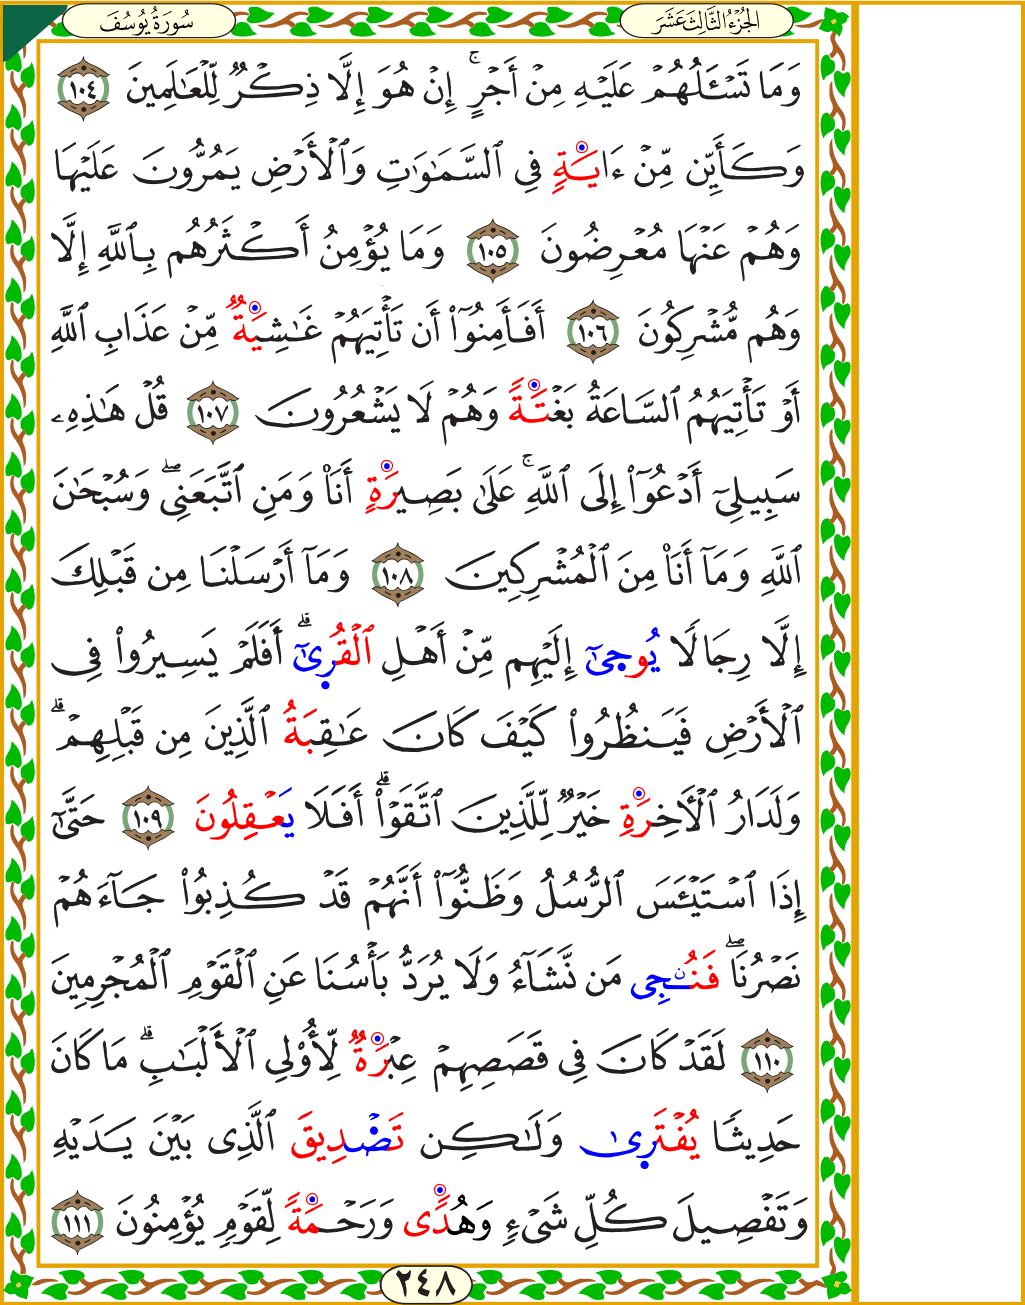 سُورَةُ يُوسُفَ
الجُزْءُ الثَّالِثَ عَشَرَ
وَمَا تَسْـَٔلُهُمْ عَلَيْهِ مِنْ أَجْرٍۚ إِنْ هُوَ إِلَّا ذِكْرٌ لِّلْعَٰلَمِينَ ١٠٤
وَكَأَيِّن مِّنْ ءَايَةٍ فِى ٱلسَّمَٰوَٰتِ وَٱلْأَرْضِ يَمُرُّونَ عَلَيْهَا
وَهُمْ عَنْهَا مُعْرِضُونَ ١٠٥ وَمَا يُؤْمِنُ أَكْثَرُهُم بِٱللَّهِ إِلَّا
وَهُم مُّشْرِكُونَ ١٠٦ أَفَأَمِنُوٓا۟ أَن تَأْتِيَهُمْ غَٰشِيَةٌ مِّنْ عَذَابِ ٱللَّهِ
أَوْ تَأْتِيَهُمُ ٱلسَّاعَةُ بَغْتَةً وَهُمْ لَا يَشْعُرُونَ ١٠٧ قُلْ هَٰذِهِۦ
سَبِيلِىٓ أَدْعُوٓا۟ إِلَى ٱللَّهِۚ عَلَىٰ بَصِيرَةٍ أَنَا۠ وَمَنِ ٱتَّبَعَنِىۖ وَسُبْحَٰنَ
ٱللَّهِ وَمَآ أَنَا۠ مِنَ ٱلْمُشْرِكِينَ ١٠٨ وَمَآ أَرْسَلْنَا مِن قَبْلِكَ
إِلَّا رِجَالًا يُوحَىٰٓ إِلَيْهِم مِّنْ أَهْلِ ٱلْقُرَىٰٓۗ أَفَلَمْ يَسِيرُوا۟ فِى
ٱلْأَرْضِ فَيَنظُرُوا۟ كَيْفَ كَانَ عَٰقِبَةُ ٱلَّذِينَ مِن قَبْلِهِمْۗ
وَلَدَارُ ٱلْأَخِرَةِ خَيْرٌ لِّلَّذِينَ ٱتَّقَوْا۟ۗ أَفَلَا يَعْقِلُونَ ١٠٩ حَتَّىٰٓ
إِذَا ٱسْتَيْـَٔسَ ٱلرُّسُلُ وَظَنُّوٓا۟ أَنَّهُمْ قَدْ كُذِبُوا۟ جَآءَهُمْ
نَصْرُنَاۖ فَنُـۨجِى مَن نَّشَآءُ وَلَا يُرَدُّ بَأْسُنَا عَنِ ٱلْقَوْمِ ٱلْمُجْرِمِينَ
١١٠ لَقَدْ كَانَ فِى قَصَصِهِمْ عِبْرَةٌ لِّأُو۟لِى ٱلْأَلْبَٰبِۗ مَا كَانَ
حَدِيثًا يُفْتَرَىٰ وَلَٰكِن تَصْدِيقَ ٱلَّذِى بَيْنَ يَدَيْهِ
وَتَفْصِيلَ كُلِّ شَىْءٍ وَهُدًى وَرَحْمَةً لِّقَوْمٍ يُؤْمِنُونَ ١١١
٢٤٨